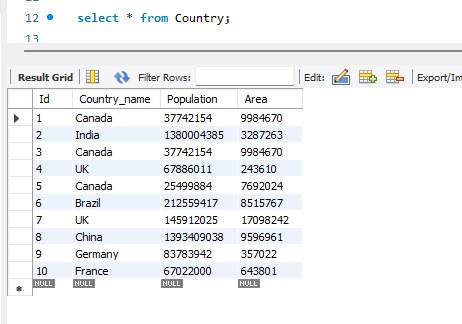 12 select * from Country;
13
Result Grid Filter Rows: Edit: Export/Im
Id Country_name Population Area
1 Canada 37742154 9984670
2 India 1380004385 3287263
3 Canada 37742154 9984670
4 UK 67886011 243610
5 Canada 25499884 7692024
6 Brazil 212559417 8515767
7 UK 145912025 17098242
8 China 1393409038 9596961
9 Germany 83783942 357022
10 France 67022000 643801
NULL NULL NULL NULL